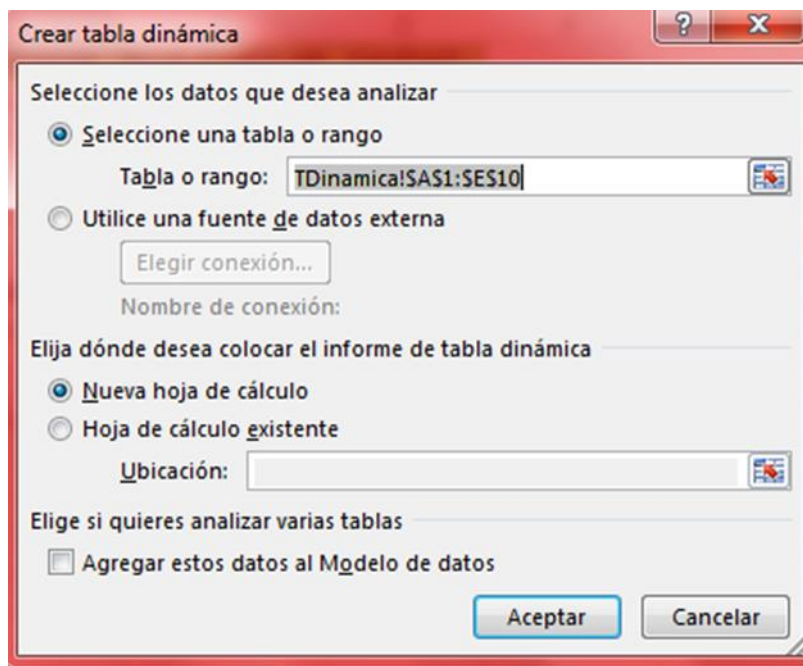 Crear tabla dinámica
?
X
Seleccione los datos que desea analizar
Seleccione una tabla o rango
Tabla o rango: TDinamica!$A$1:$E$10
Utilice una fuente de datos externa
Elegir conexión...
Nombre de conexión:
Elija dónde desea colocar el informe de tabla dinámica
Nueva hoja de cálculo
Hoja de cálculo existente
Ubicación:
Elige si quieres analizar varias tablas
Agregar estos datos al Modelo de datos
Aceptar Cancelar